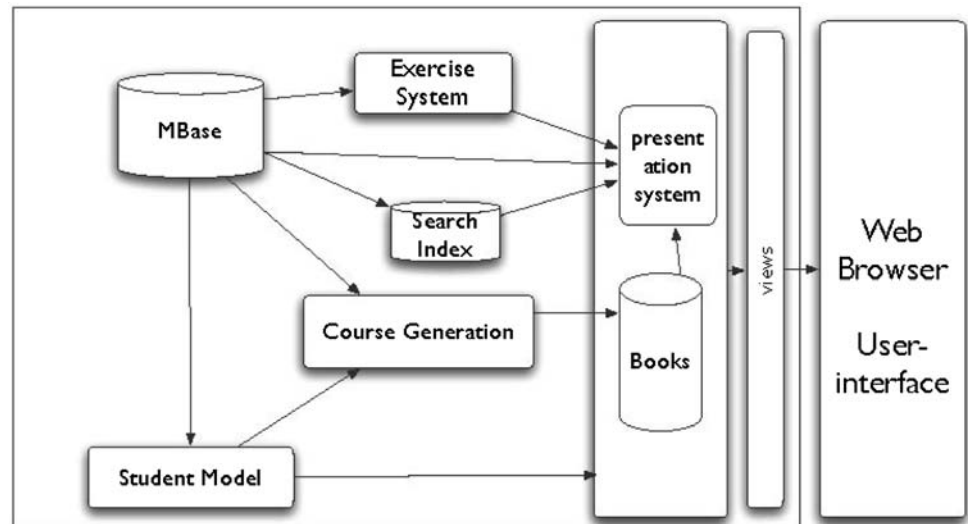 Exercise
System
MBase
present
ation
system
Search
Index
Web
Browser
User-
interface
views
Course Generation
Books
Student Model